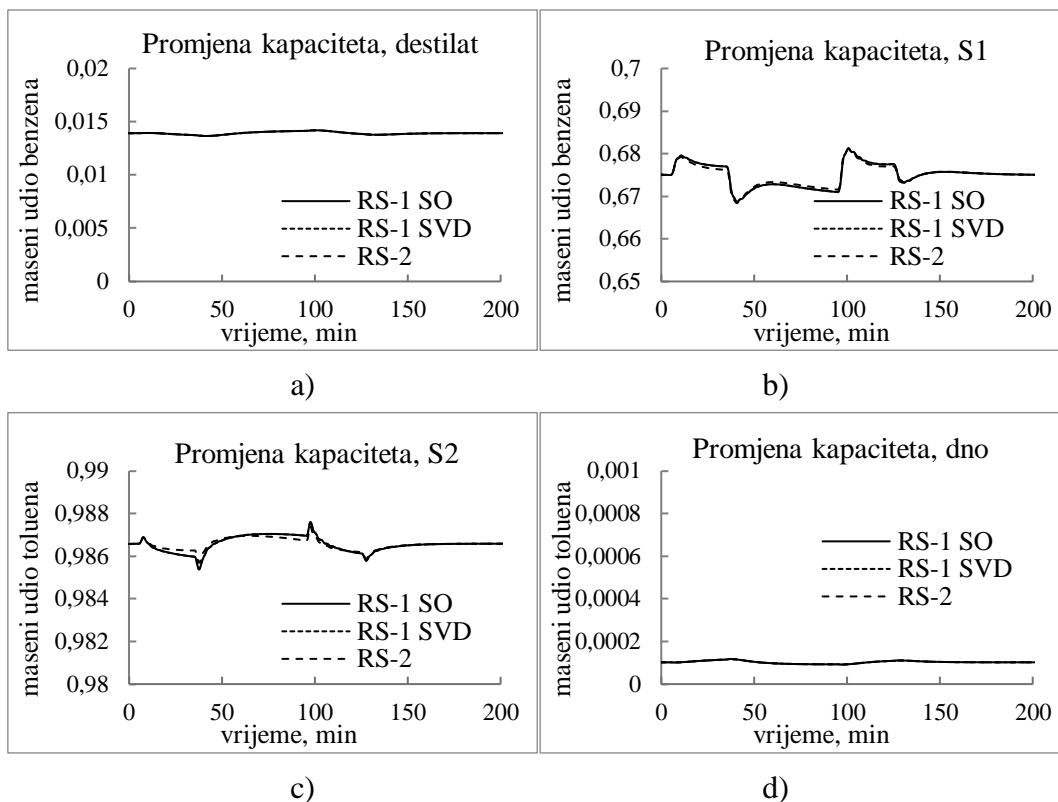 Promjena kapaciteta, destilat
maseni udio benzena
0,02
0,015
0,01
0,005
0
RS-1 SO
RS-1 SVD
RS-2
0
50
100
150
200
vrijeme, min
a)
Promjena kapaciteta, S1
maseni udio benzena
0,7
0,69
0,68
0,67
0,66
0,65
RS-1 SO
RS-1 SVD
RS-2
0
50
100
150
200
vrijeme, min
b)
Promjena kapaciteta, S2
maseni udio toluena
0,99
0,988
0,986
0,984
0,982
0,98
RS-1 SO
RS-1 SVD
RS-2
0
50
100
150
200
vrijeme, min
c)
Promjena kapaciteta, dno
maseni udio toluena
0,001
0,0008
0,0006
0,0004
0,0002
0
RS-1 SO
RS-1 SVD
RS-2
0
50
100
150
200
vrijeme, min
d)